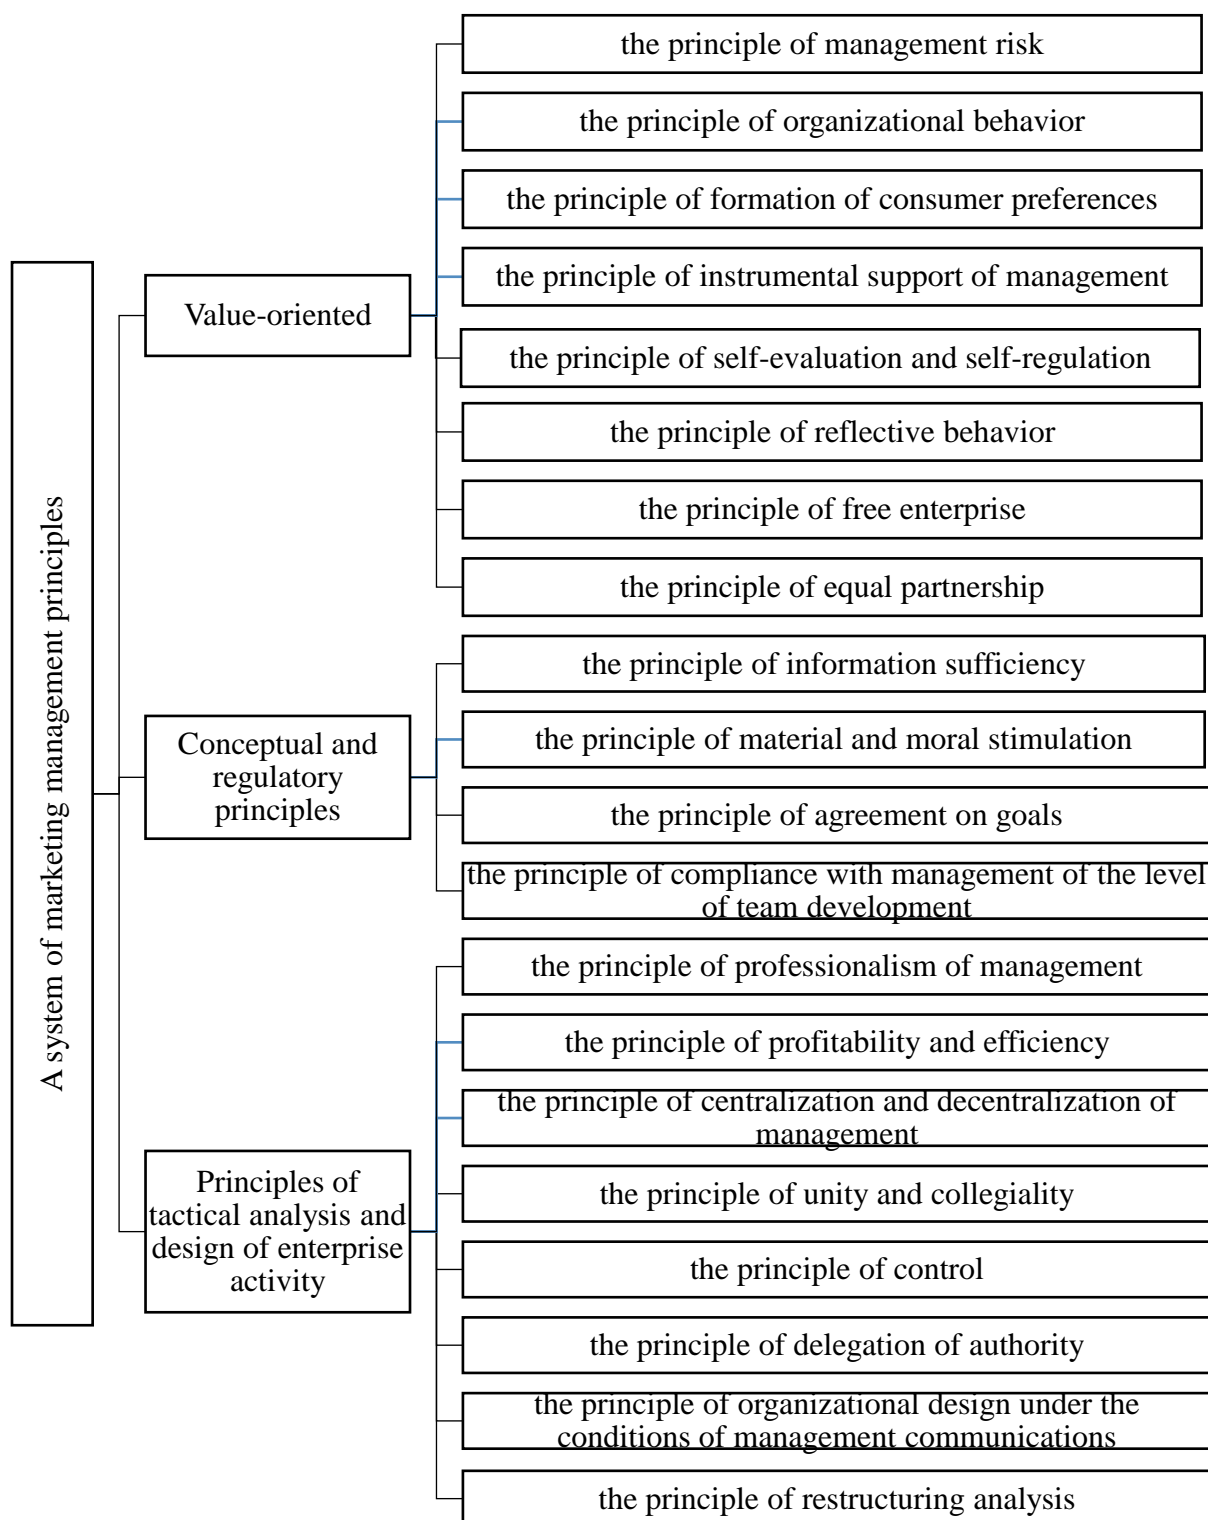 A system of marketing management principles
Value-oriented
the principle of management risk
the principle of organizational behavior
the principle of formation of consumer preferences
the principle of instrumental support of management
the principle of self-evaluation and self-regulation
the principle of reflective behavior
the principle of free enterprise
the principle of equal partnership
Conceptual and
regulatory
principles
the principle of information sufficiency
the principle of material and moral stimulation
the principle of agreement on goals
the principle of compliance with management of the level
of team development
Principles of
tactical analysis and
design of enterprise
activity
the principle of professionalism of management
the principle of profitability and efficiency
the principle of centralization and decentralization of
management
the principle of unity and collegiality
the principle of control
the principle of delegation of authority
the principle of organizational design under the
conditions of management communications
the principle of restructuring analysis